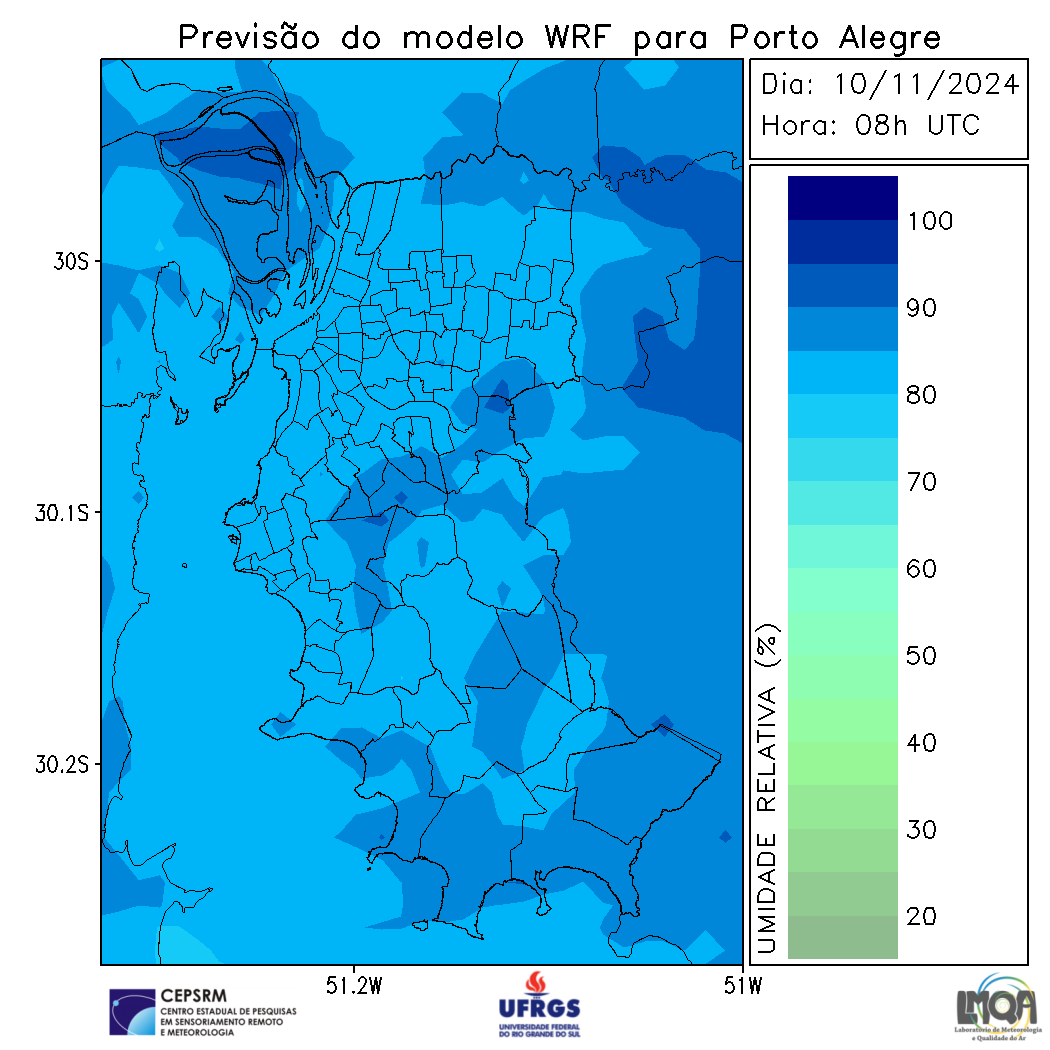 Previsão do modelo WRF para Porto Alegre
Dia: 10/11/2024
Hora: 08h UTC
100
90
80
70
60
50
40
30
20
UMIDADE RELATIVA (%)
30S
30.1S
30.2S
51.2W
51W
CEPSRM
CENTRO ESTADUAL DE PESQUISAS
EM SENSORIAMENTO REMOTO
E METEOROLOGIA
UFRGS
UNIVERSIDADE FEDERAL
DO RIO GRANDE DO SUL
LMQA
Laboratório de Meteorologia
e Qualidade do Ar